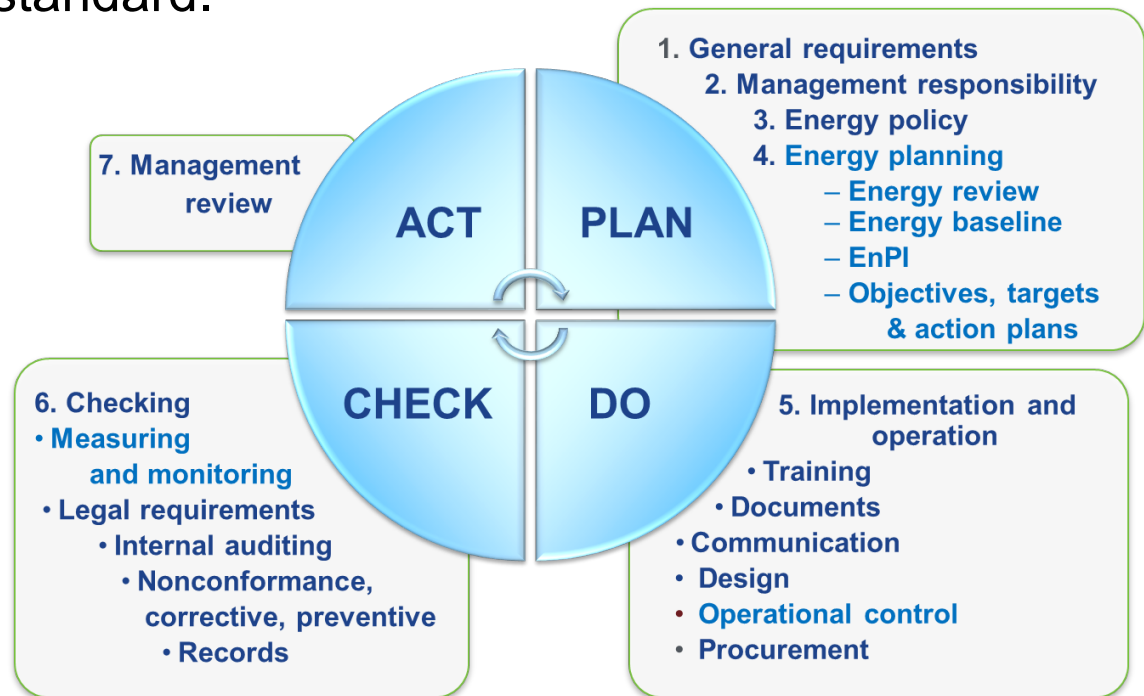 standard.
1. General requirements
2. Management responsibility
3. Energy policy
4. Energy planning
– Energy review
– Energy baseline
– EnPI
– Objectives, targets
& action plans
7. Management
review
ACT
PLAN
CHECK
DO
6. Checking
• Measuring
and monitoring
• Legal requirements
• Internal auditing
• Nonconformance,
corrective, preventive
• Records
5. Implementation and
operation
• Training
• Documents
• Communication
• Design
• Operational control
• Procurement